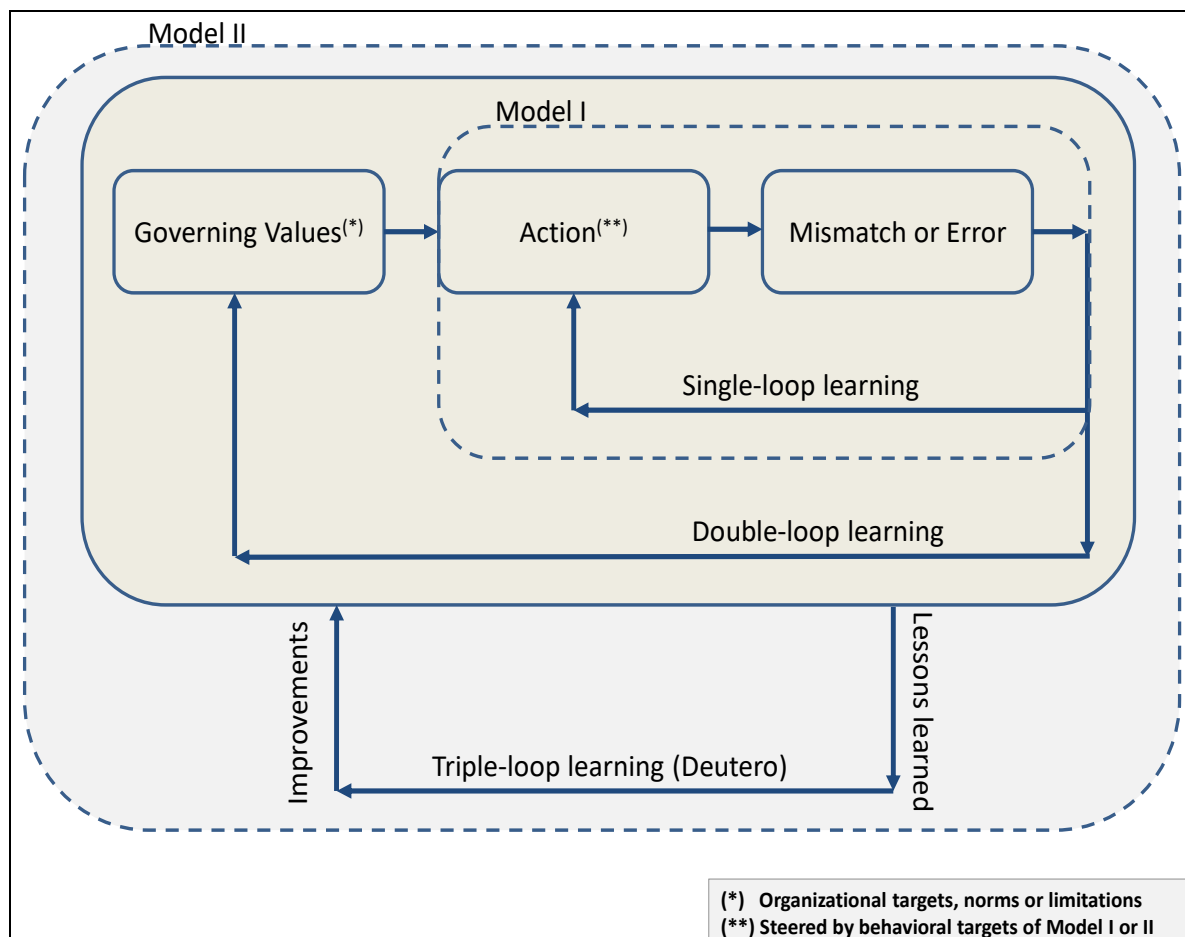 Model II
Model I
Governing Values(*)
Action(**)
Mismatch or Error
Single-loop learning
Double-loop learning
Improvements
Lessons learned
Triple-loop learning (Deutero)
(*) Organizational targets, norms or limitations
(**) Steered by behavioral targets of Model I or II